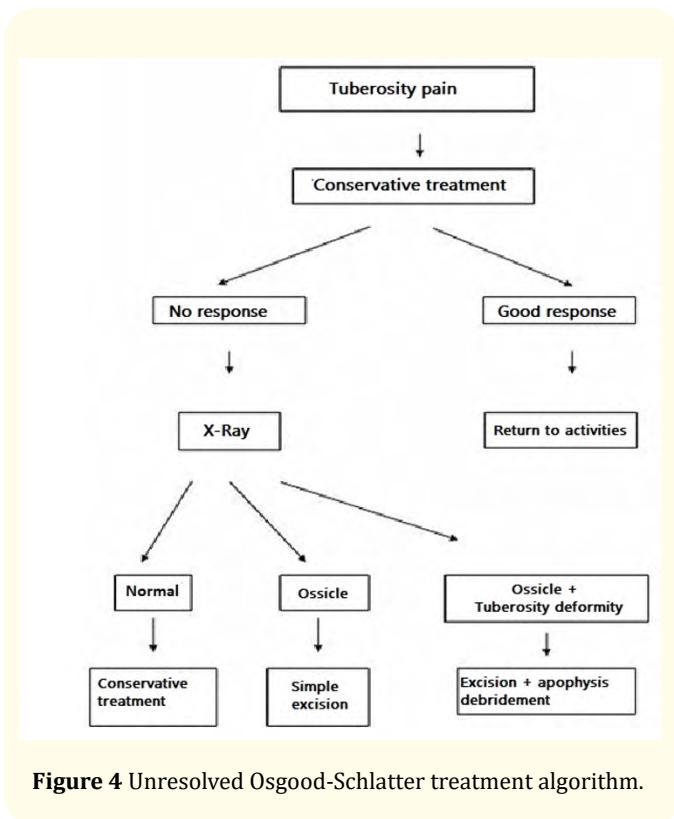 Tuberosity pain
Conservative treatment
No response
Good response
X-Ray
Return to activities
Normal
Ossicle
Ossicle +
Tuberosity deformity
Conservative
treatment
Simple
excision
Excision + apophysis
debridement
Figure 4 Unresolved Osgood-Schlatter treatment algorithm.